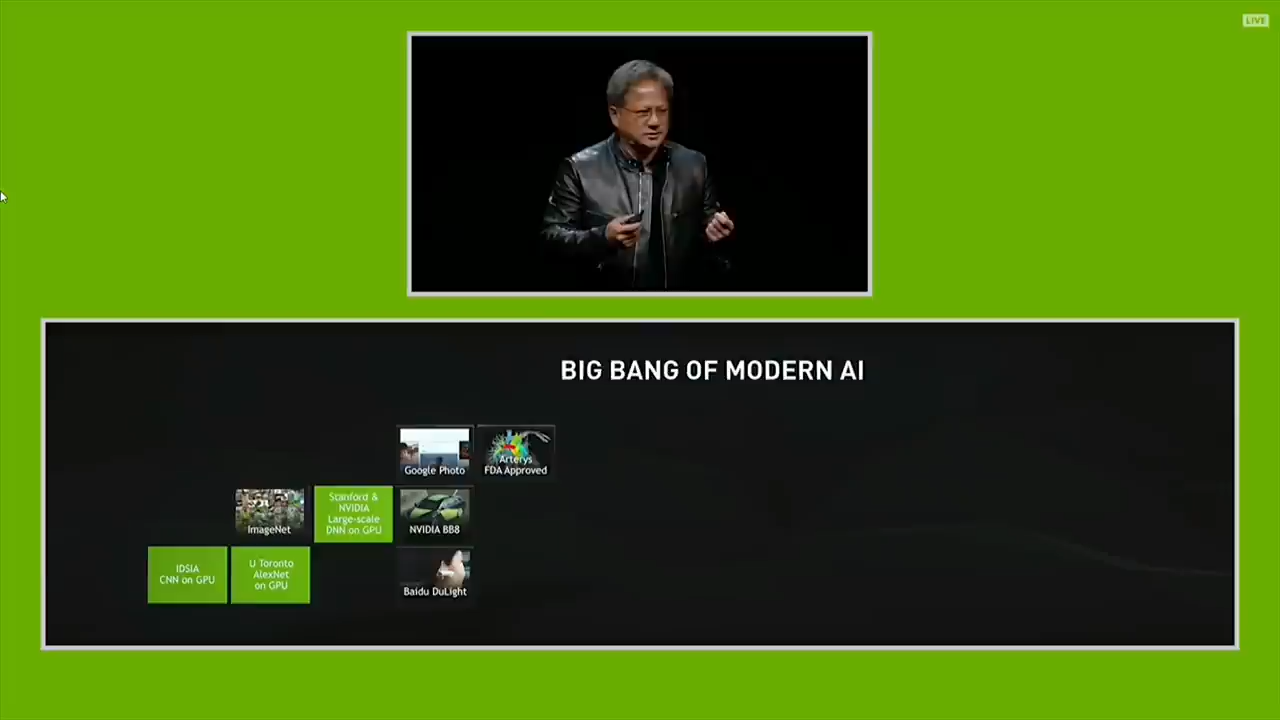 LIVE
BIG BANG OF MODERN AI
Google Photo
Arterys
FDA Approved
ImageNet
Stanford &
NVIDIA
Large-scale
DNN on GPU
NVIDIA BB8
IDSIA
CNN on GPU
U Toronto
AlexNet
on GPU
Baidu DuLight